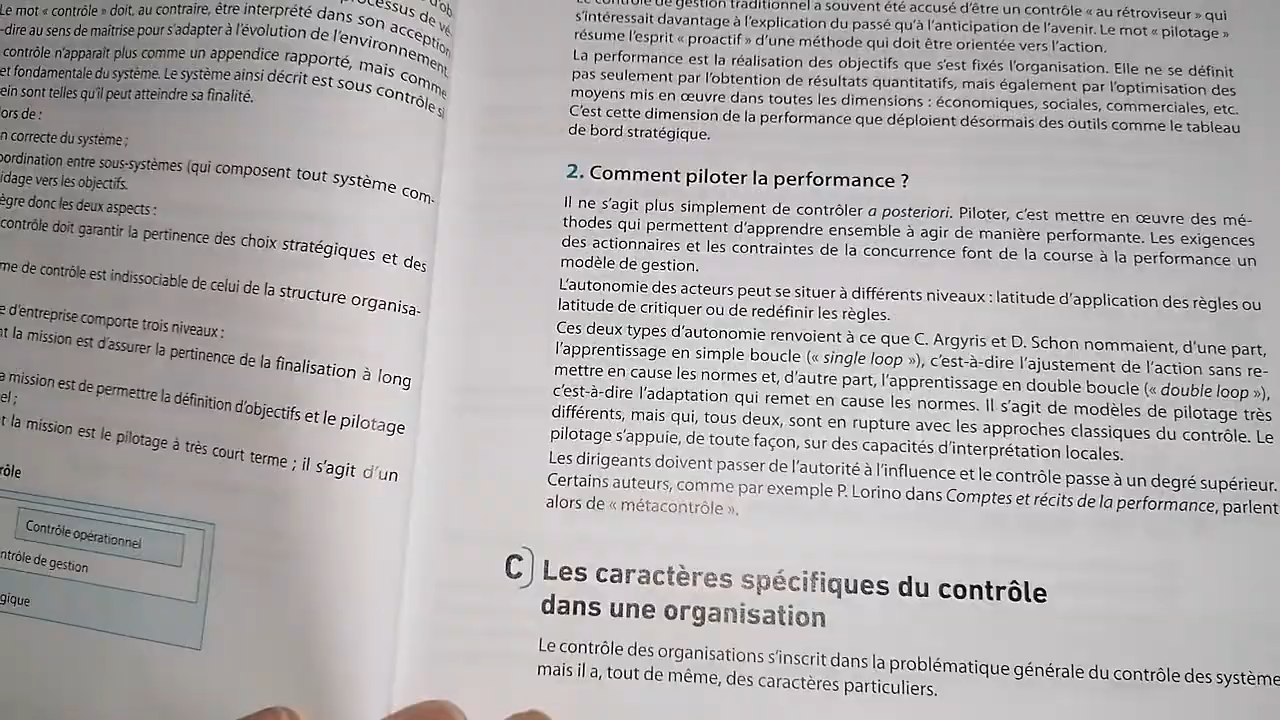 Le mot « contrôle » doit, au contraire, être interprété dans son acception
-dire au sens de maîtrise pour s'adapter à l'évolution de l'environnement.
contrôle n'apparaît plus comme un appendice rapporté, mais comme
et fondamentale du système. Le système ainsi décrit est sous contrôle si
ein sont telles qu'il peut atteindre sa finalité.
lors de :
n correcte du système ;
oordination entre sous-systèmes (qui composent tout système com-
idage vers les objectifs.
ègre donc les deux aspects :
contrôle doit garantir la pertinence des choix stratégiques et des
me de contrôle est indissociable de celui de la structure organisa-
e d'entreprise comporte trois niveaux :
nt la mission est d'assurer la pertinence de la finalisation à long
a mission est de permettre la définition d'objectifs et le pilotage
el ;
t la mission est le pilotage à très court terme ; il s'agit d'un
rôle
Contrôle opérationnel
ntrôle de gestion
gique
Le contrôle de gestion traditionnel a souvent été accusé d'être un contrôle « au rétroviseur » qui
s'intéressait davantage à l'explication du passé qu'à l'anticipation de l'avenir. Le mot « pilotage »
résume l'esprit « proactif » d'une méthode qui doit être orientée vers l'action.
La performance est la réalisation des objectifs que s'est fixés l'organisation. Elle ne se définit
pas seulement par l'obtention de résultats quantitatifs, mais également par l'optimisation des
moyens mis en œuvre dans toutes les dimensions : économiques, sociales, commerciales, etc.
C'est cette dimension de la performance que déploient désormais des outils comme le tableau
de bord stratégique.
2. Comment piloter la performance ?
Il ne s'agit plus simplement de contrôler a posteriori. Piloter, c'est mettre en œuvre des mé-
thodes qui permettent d'apprendre ensemble à agir de manière performante. Les exigences
des actionnaires et les contraintes de la concurrence font de la course à la performance un
modèle de gestion.
L'autonomie des acteurs peut se situer à différents niveaux : latitude d'application des règles ou
latitude de critiquer ou de redéfinir les règles.
Ces deux types d'autonomie renvoient à ce que C. Argyris et D. Schon nommaient, d'une part,
l'apprentissage en simple boucle (« single loop »), c'est-à-dire l'ajustement de l'action sans re-
mettre en cause les normes et, d'autre part, l'apprentissage en double boucle (« double loop »),
c'est-à-dire l'adaptation qui remet en cause les normes. Il s'agit de modèles de pilotage très
différents, mais qui, tous deux, sont en rupture avec les approches classiques du contrôle. Le
pilotage s'appuie, de toute façon, sur des capacités d'interprétation locales.
Les dirigeants doivent passer de l'autorité à l'influence et le contrôle passe à un degré supérieur.
Certains auteurs, comme par exemple P. Lorino dans Comptes et récits de la performance, parlent
alors de « métacontrôle ».
C) Les caractères spécifiques du contrôle
dans une organisation
Le contrôle des organisations s'inscrit dans la problématique générale du contrôle des système
mais il a, tout de même, des caractères particuliers.